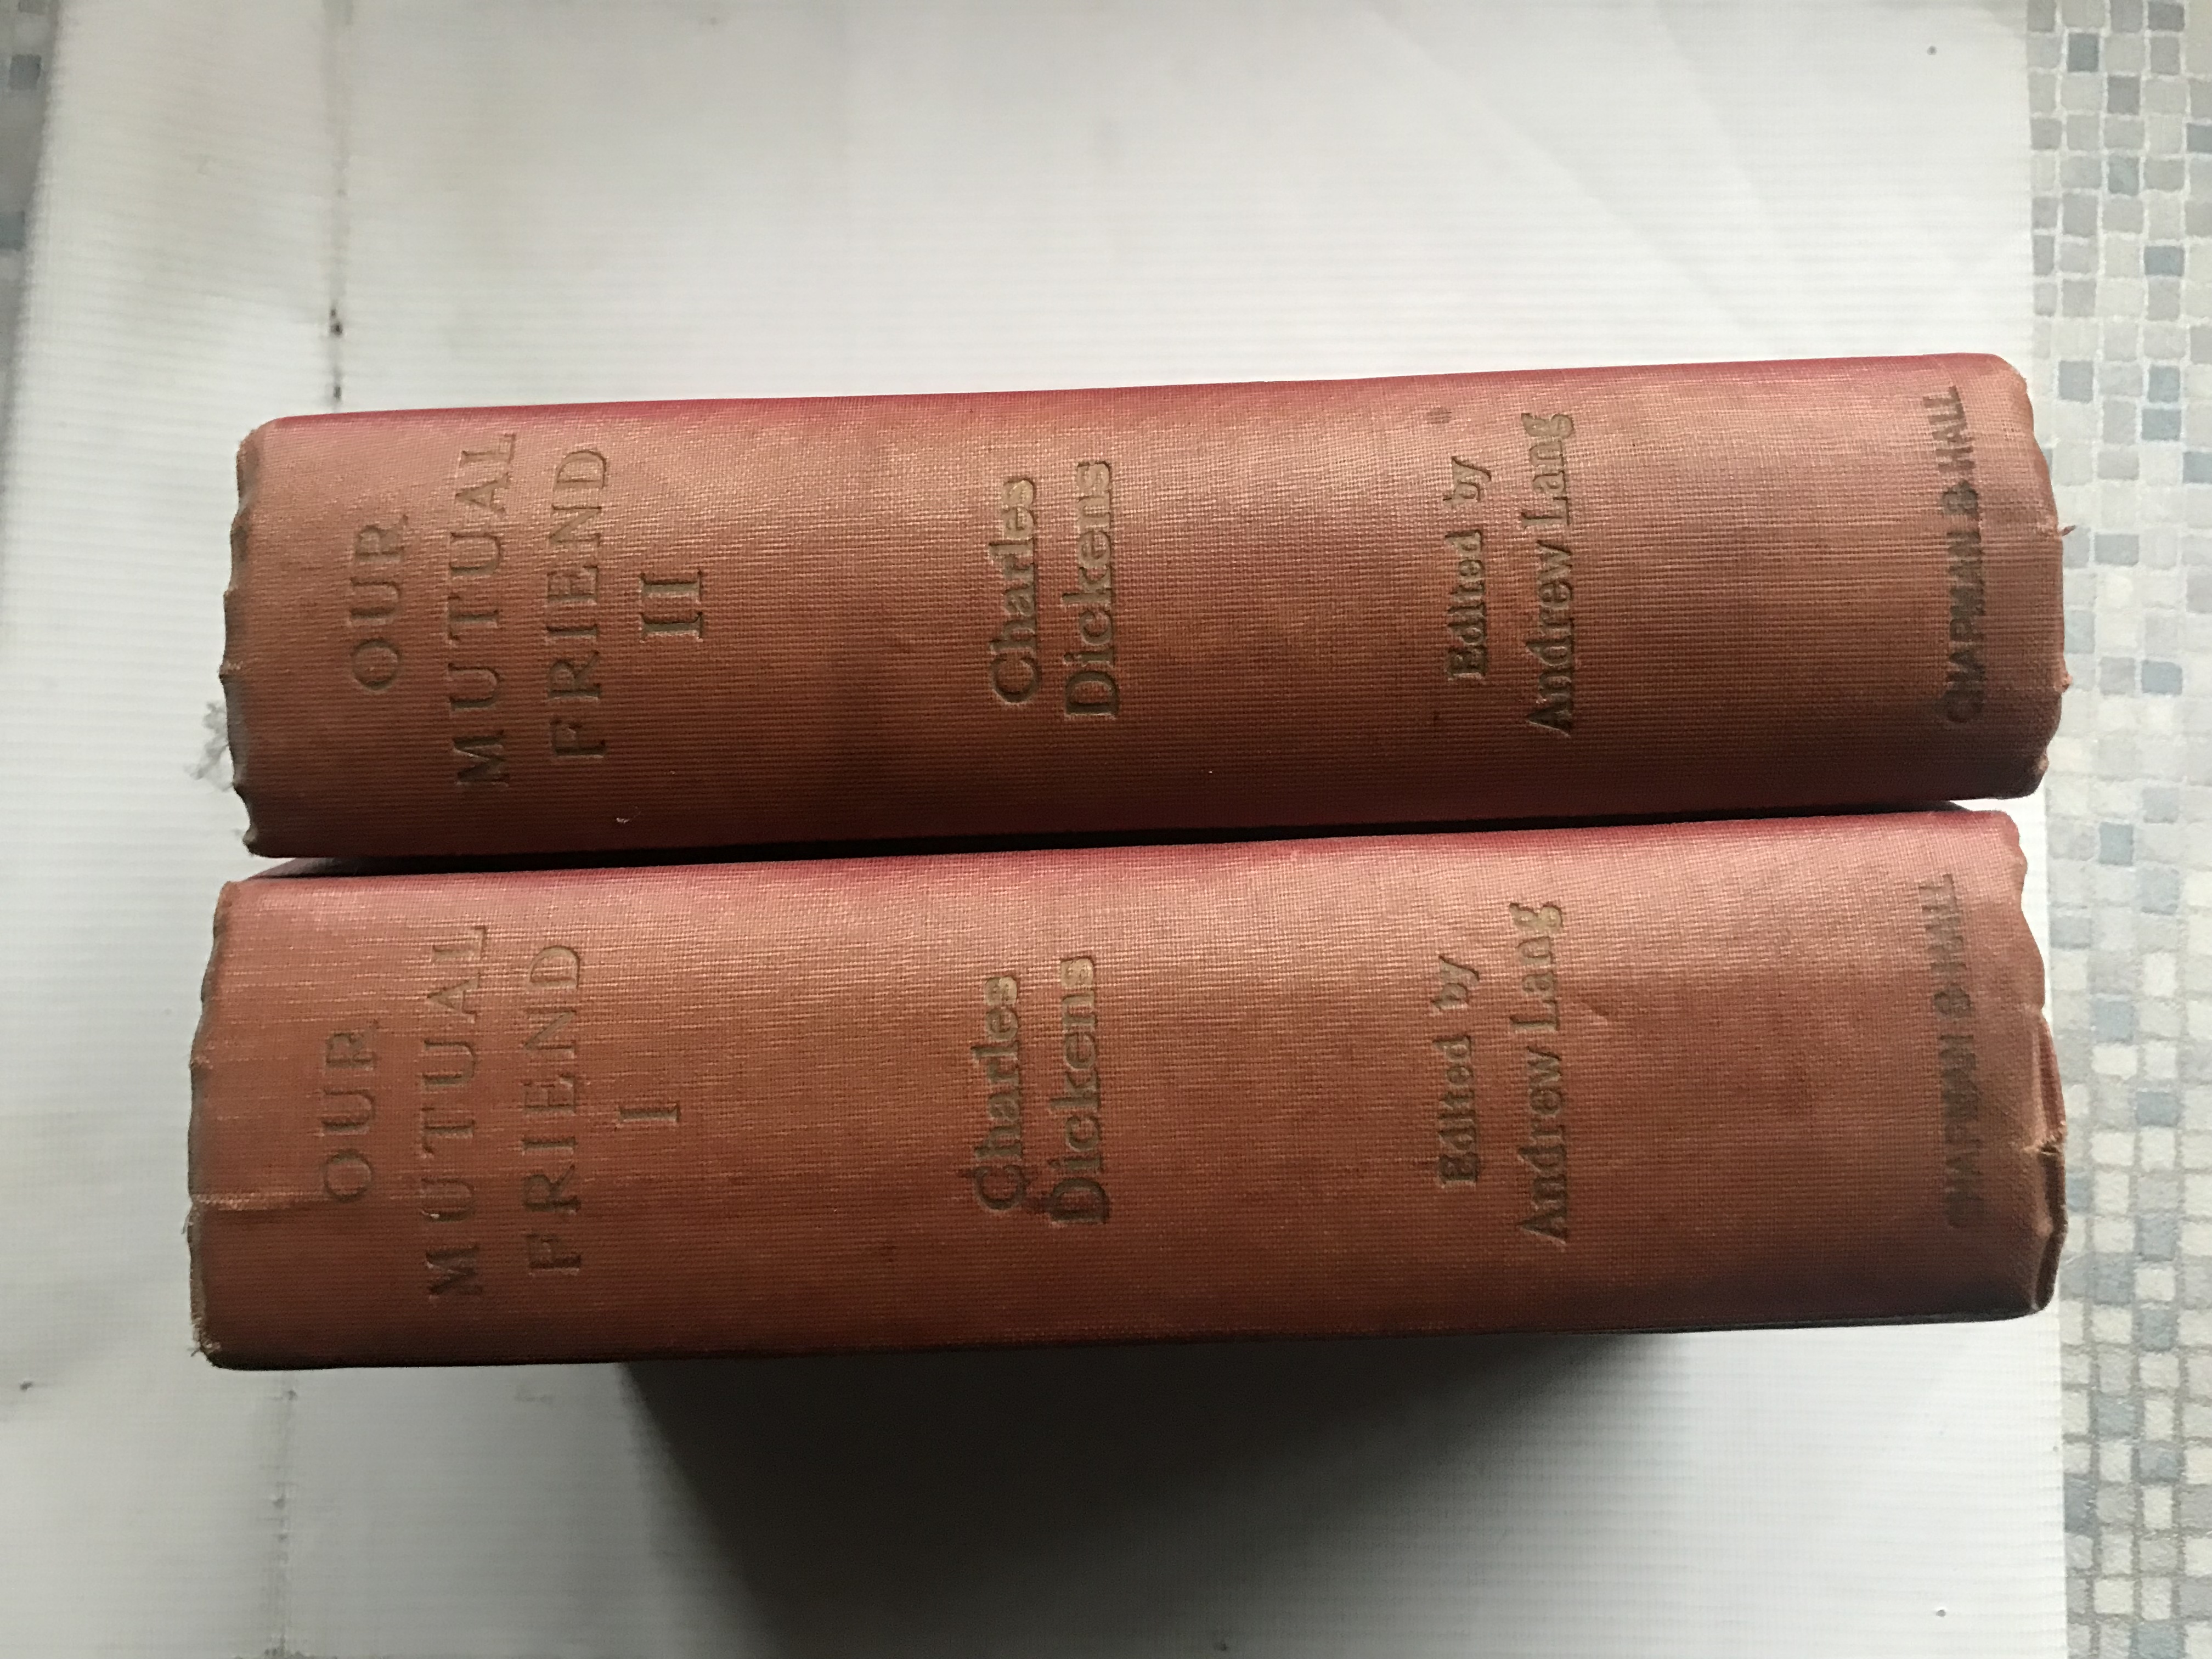 OUR
MUTUAL
FRIEND
II
Charles
Dickens
Edited by
Andrew Lang
CHAPMAN & HALL
OUR
MUTUAL
FRIEND
I
Charles
Dickens
Edited by
Andrew Lang
CHAPMAN & HALL